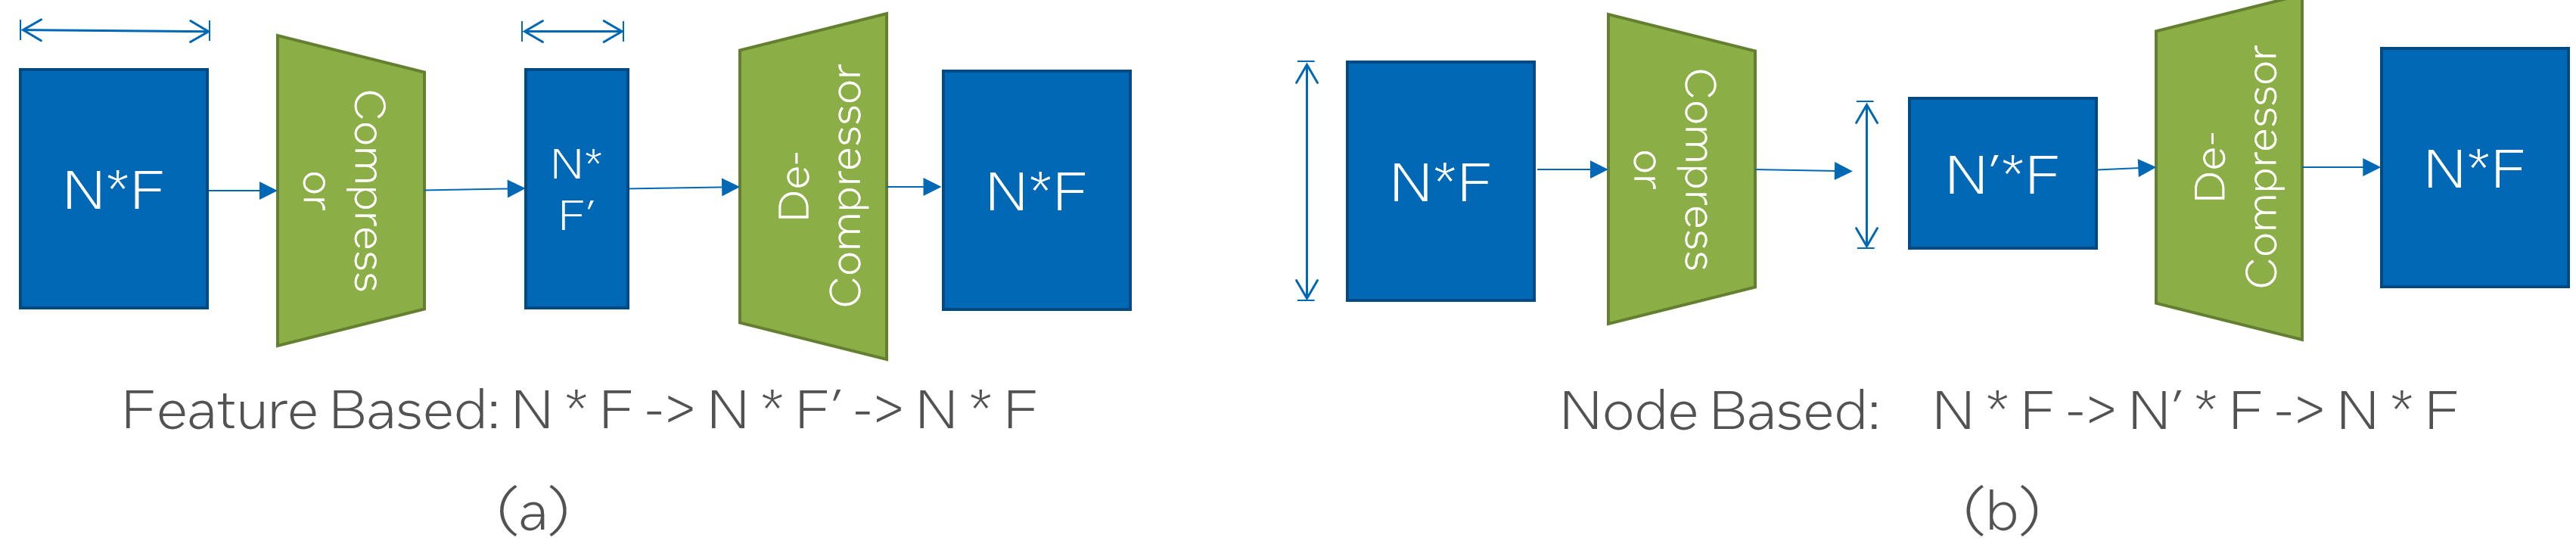 N*F
Compress
or
N*
F′
De-
Compressor
N*F
Feature Based: N * F -> N * F′ -> N * F
(a)
N*F
Compress
or
N′*F
De-
Compressor
N*F
Node Based: N * F -> N′ * F -> N * F
(b)